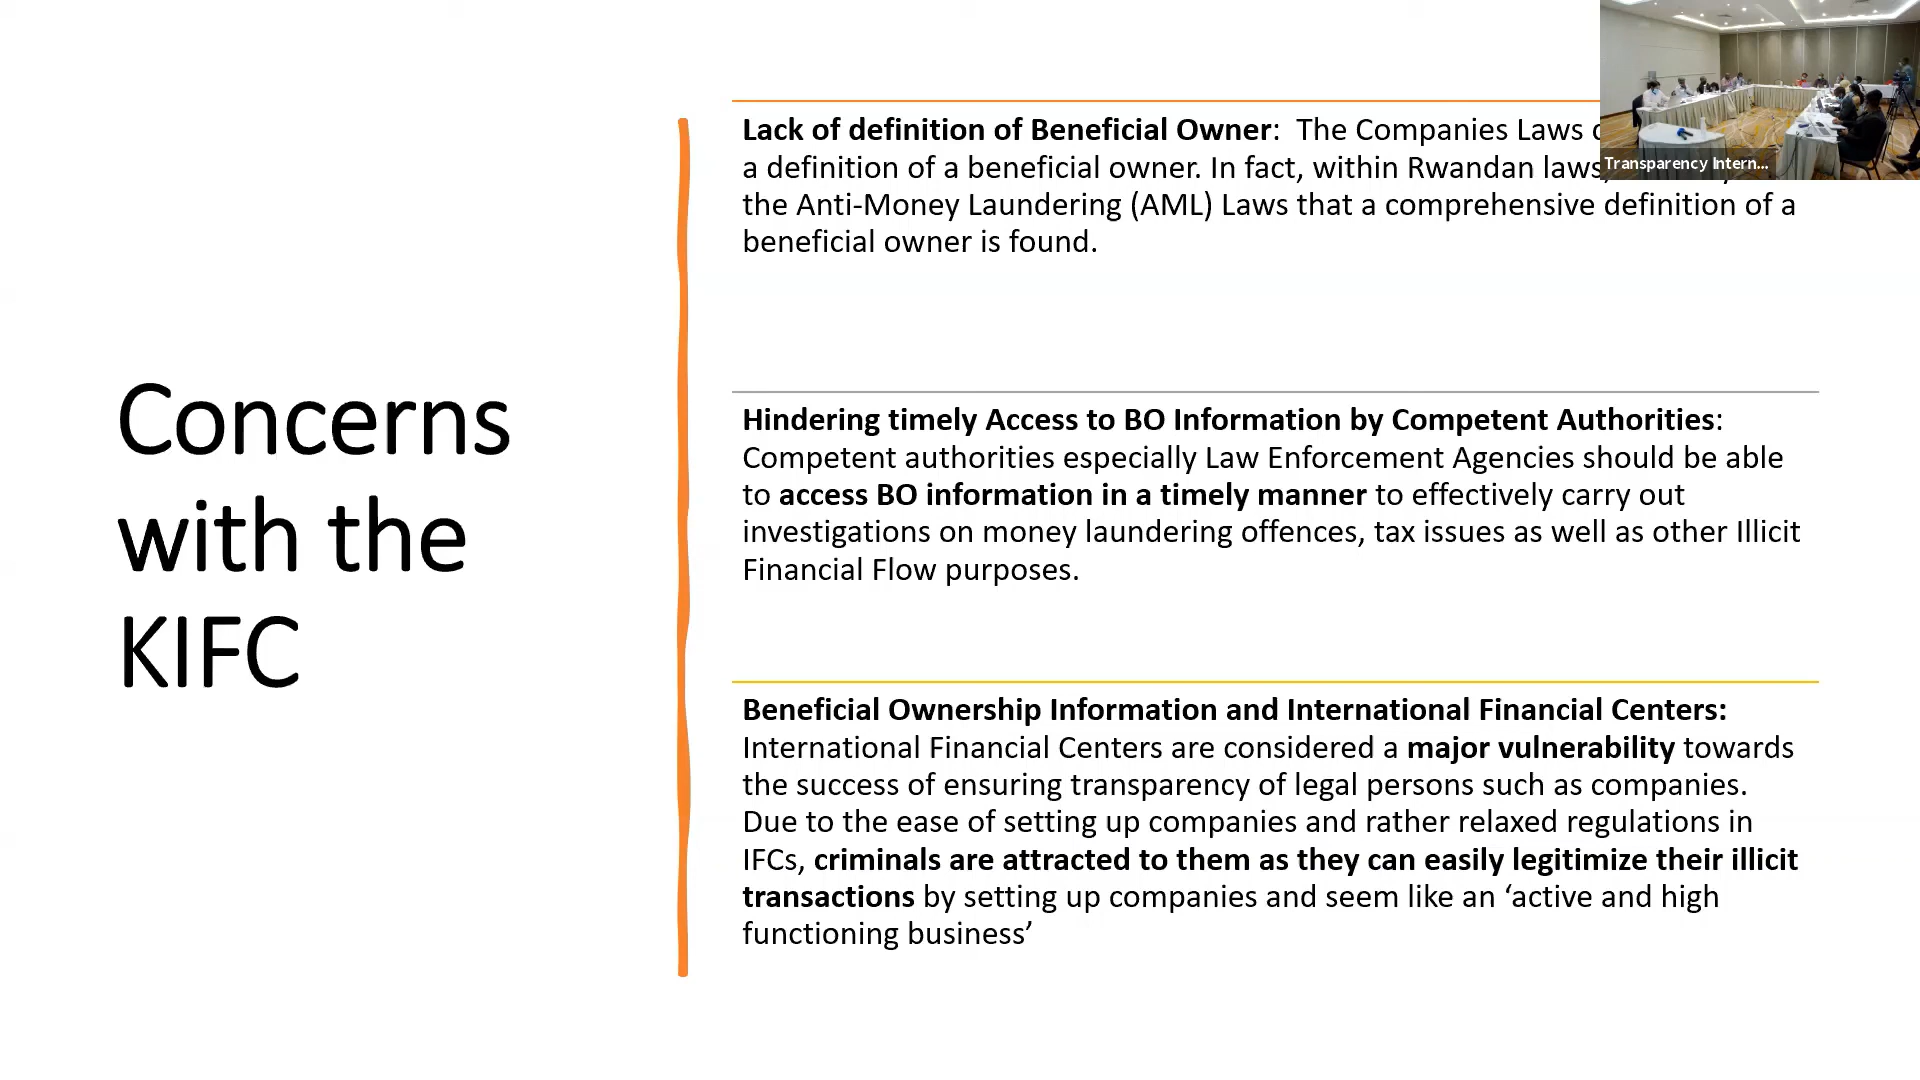 Concerns
with the
KIFC
Lack of definition of Beneficial Owner:  The Companies Laws
a definition of a beneficial owner. In fact, within Rwandan laws,
the Anti-Money Laundering (AML) Laws that a comprehensive definition of a
beneficial owner is found.
Hindering timely Access to BO Information by Competent Authorities:
Competent authorities especially Law Enforcement Agencies should be able
to access BO information in a timely manner to effectively carry out
investigations on money laundering offences, tax issues as well as other Illicit
Financial Flow purposes.
Beneficial Ownership Information and International Financial Centers:
International Financial Centers are considered a major vulnerability towards
the success of ensuring transparency of legal persons such as companies.
Due to the ease of setting up companies and rather relaxed regulations in
IFCs, criminals are attracted to them as they can easily legitimize their illicit
transactions by setting up companies and seem like an ‘active and high
functioning business’
Transparency Intern...